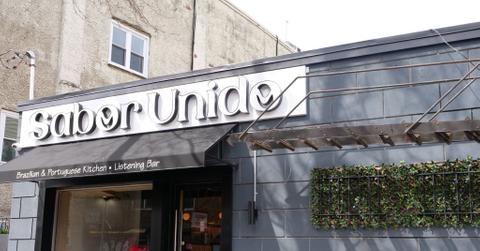 Sabor Unido
Brazilian & Portuguese Kitchen • Listening Bar